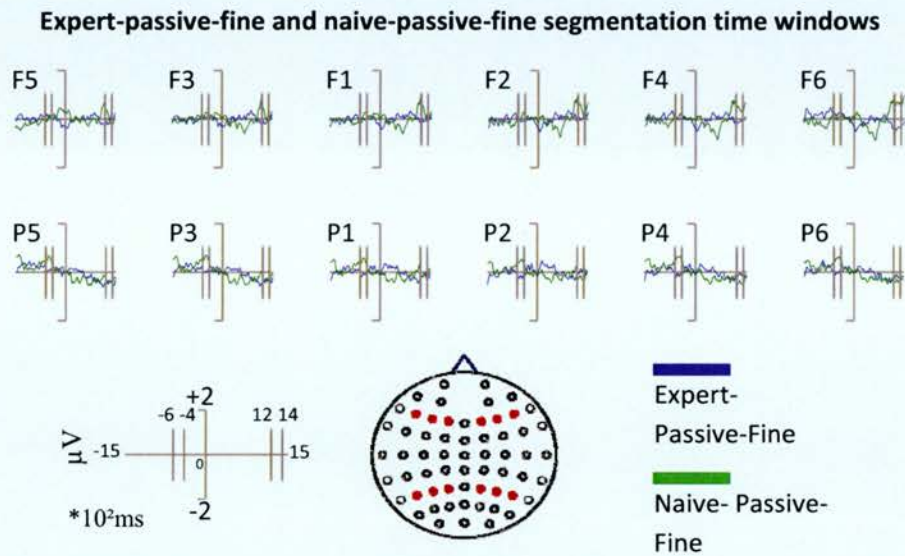 Expert-passive-fine and naive-passive-fine segmentation time windows
F5 F3 F1 F2 F4 F6
P5 P3 P1 P2 P4 P6
+2
-6 -4 12 14
µV -15 0 15
-2
*10²ms
Expert-
Passive-Fine
Naive- Passive-
Fine